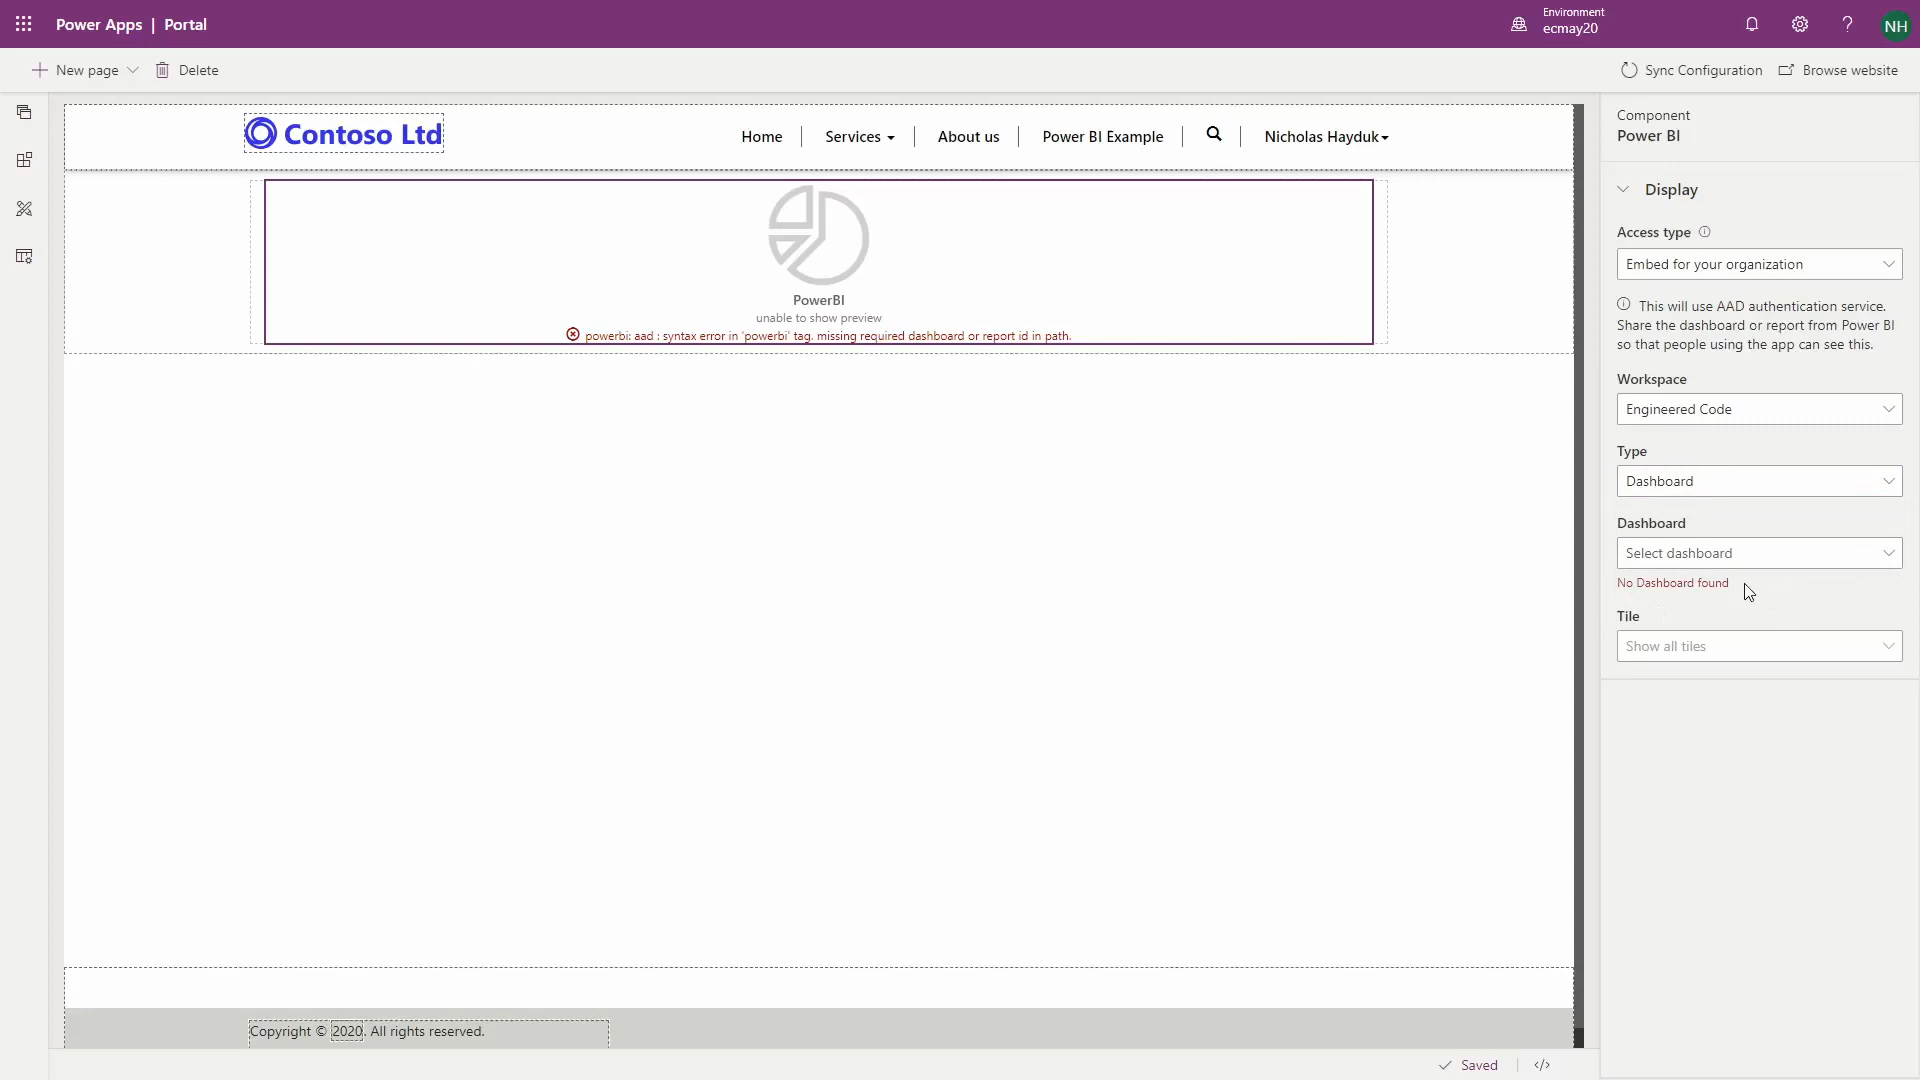 Power Apps | Portal
Environment
ecmay20
NH
New page
Delete
Sync Configuration
Browse website
Contoso Ltd
Home
Services
About us
Power BI Example
Nicholas Hayduk
PowerBI
unable to show preview
powerbi: aad : syntax error in 'powerbi' tag. missing required dashboard or report id in path.
Copyright © 2020. All rights reserved.
Saved
</>
Component
Power BI
Display
Access type
Embed for your organization
This will use AAD authentication service.
Share the dashboard or report from Power BI
so that people using the app can see this.
Workspace
Engineered Code
Type
Dashboard
Dashboard
Select dashboard
No Dashboard found
Tile
Show all tiles